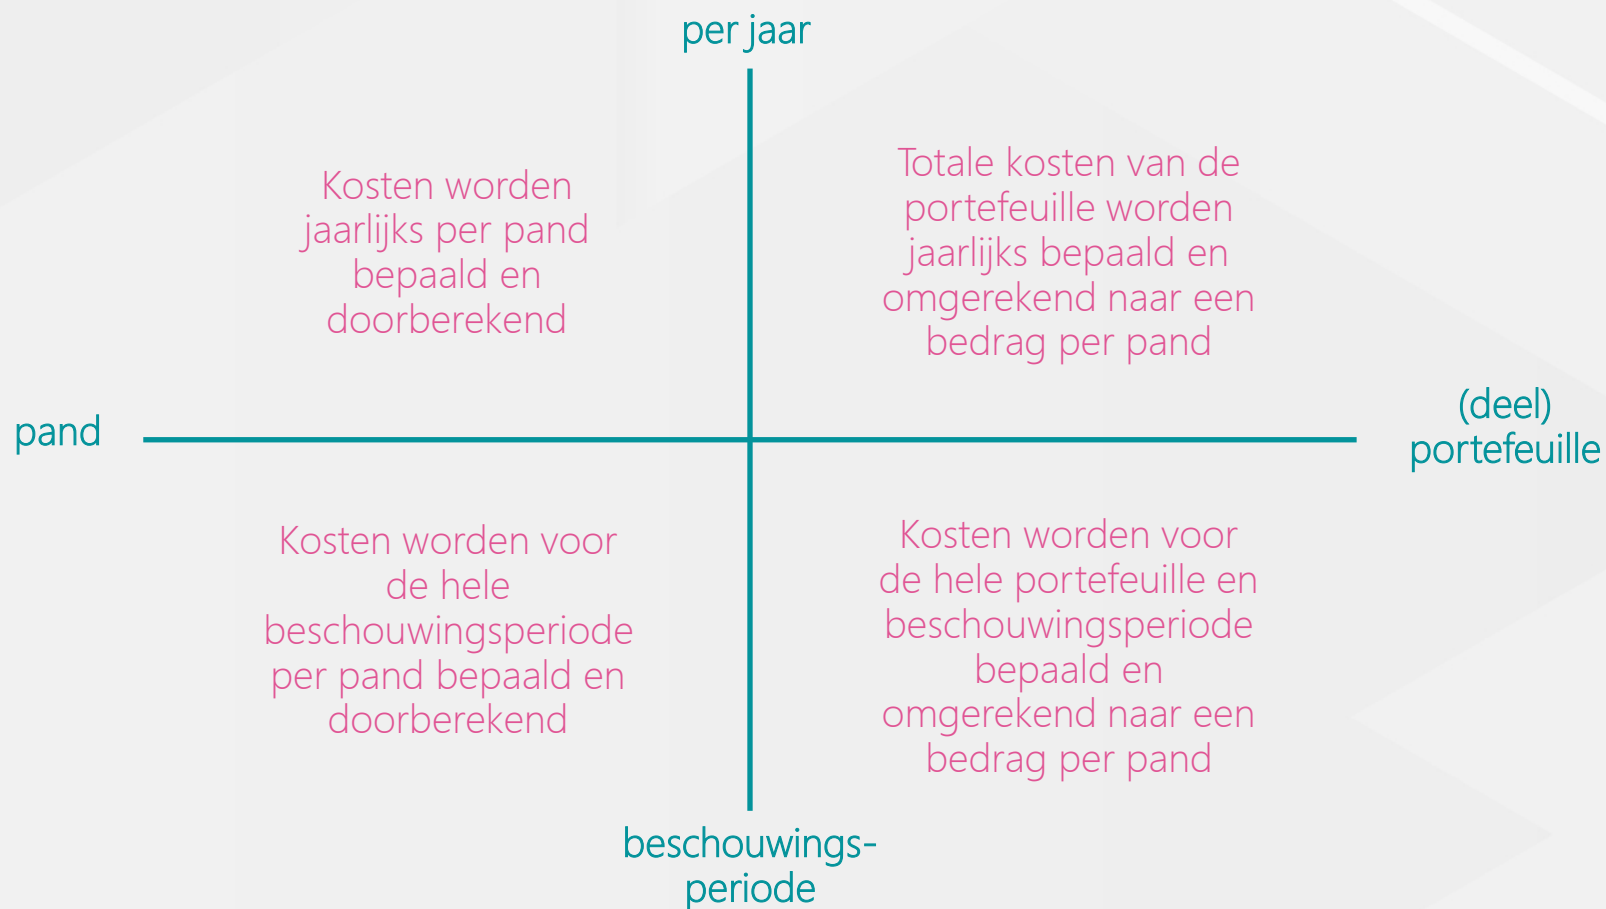 per jaar
Kosten worden
jaarlijks per pand
bepaald en
doorberekend
Totale kosten van de
portefeuille worden
jaarlijks bepaald en
omgerekend naar een
bedrag per pand
pand
(deel)
portefeuille
Kosten worden voor
de hele
beschouwingsperiode
per pand bepaald en
doorberekend
Kosten worden voor
de hele portefeuille en
beschouwingsperiode
bepaald en
omgerekend naar een
bedrag per pand
beschouwings-
periode